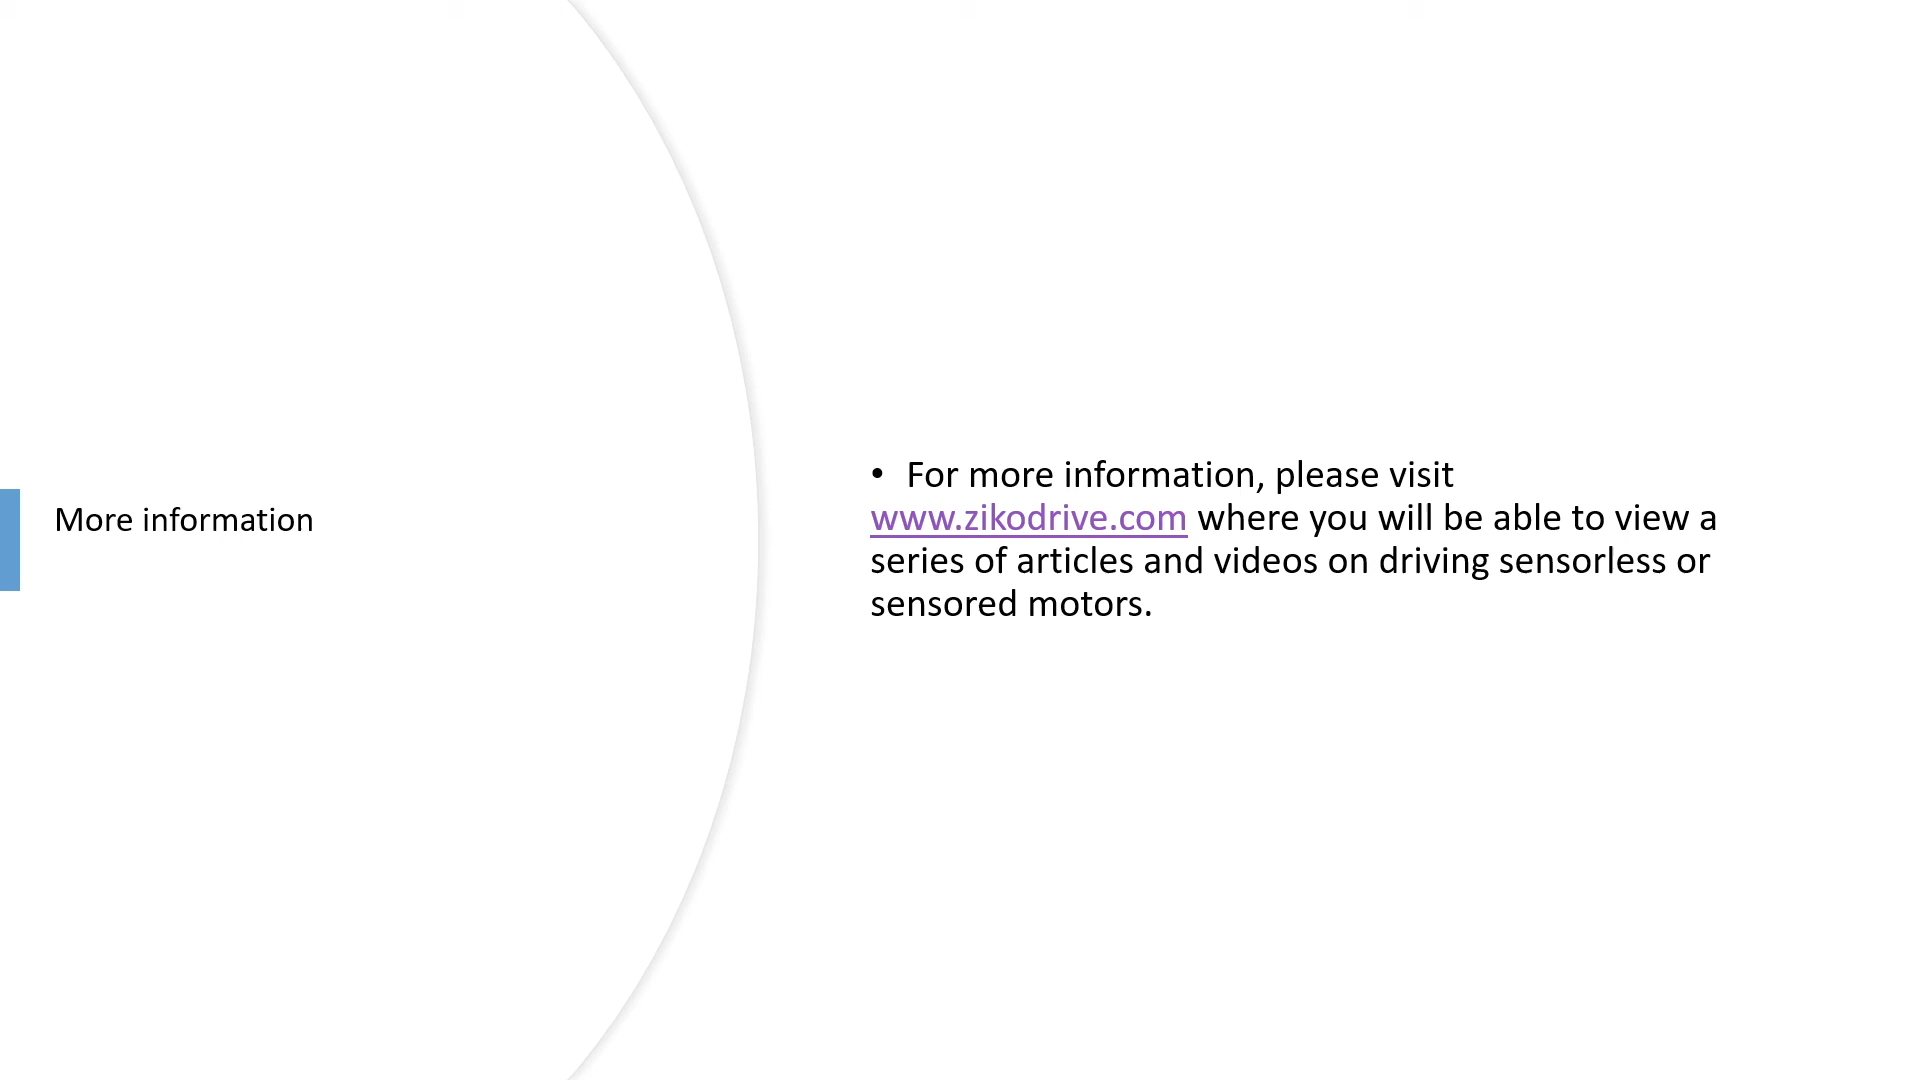 More information
• For more information, please visit
www.zikodrive.com where you will be able to view a
series of articles and videos on driving sensorless or
sensored motors.